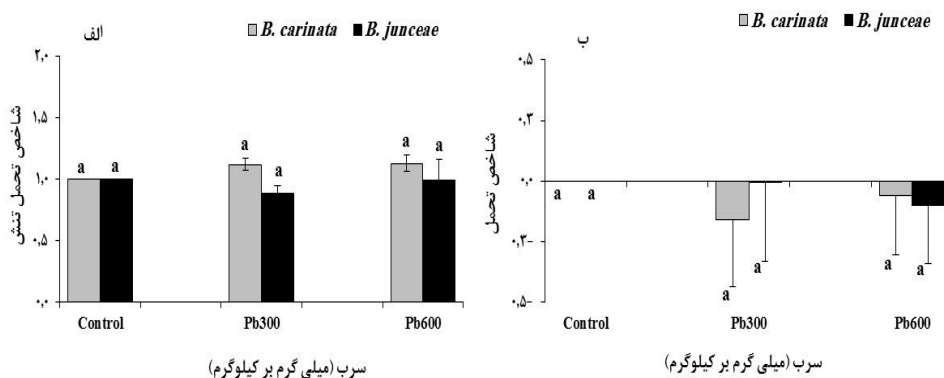 الف
B. carinata B. junceae
شاخص تحمل تنش
۲٫۰
۱٫۵
۱٫۰
۰٫۵
۰٫۰
a a a a a a
Control Pb300 Pb600
سرب (میلی گرم بر کیلوگرم)
ب
B. carinata B. junceae
شاخص تحمل
۰٫۵
۰٫۳
۰٫۰
۰٫۳-
۰٫۵-
a a a a a a
Control Pb300 Pb600
سرب (میلی گرم بر کیلوگرم)